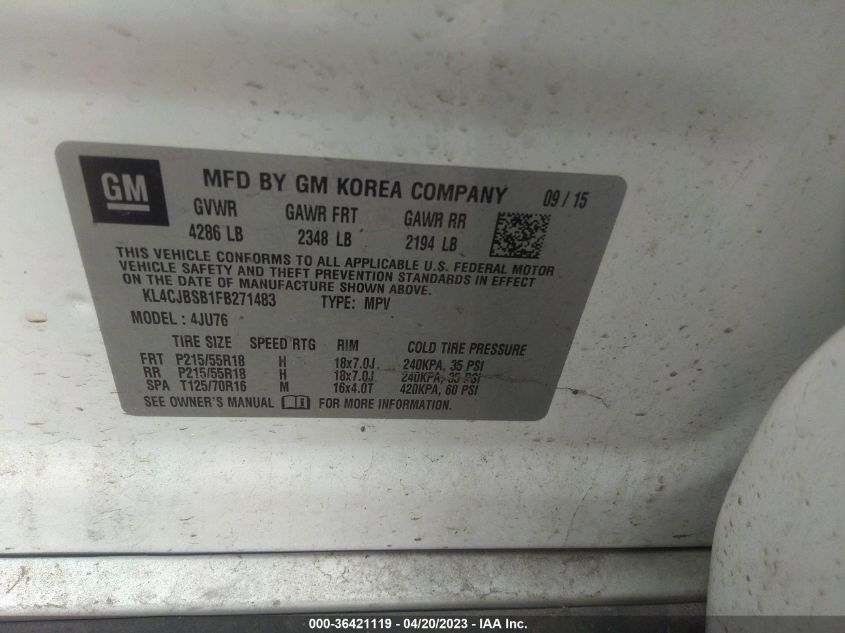 GM MFD BY GM KOREA COMPANY 09 / 15
GVWR GAWR FRT GAWR RR
4286 LB 2348 LB 2194 LB
THIS VEHICLE CONFORMS TO ALL APPLICABLE U.S. FEDERAL MOTOR
VEHICLE SAFETY AND THEFT PREVENTION STANDARDS IN EFFECT
ON THE DATE OF MANUFACTURE SHOWN ABOVE.
KL4CJBSB1FB271483 TYPE: MPV
MODEL : 4JU76
TIRE SIZE SPEED RTG RIM COLD TIRE PRESSURE
FRT P215/55R18 H 18x7.0J 240KPA, 35 PSI
RR P215/55R18 H 18x7.0J 240KPA, 35 PSI
SPA T125/70R16 M 16x4.0T 420KPA, 60 PSI
SEE OWNER'S MANUAL FOR MORE INFORMATION.
000-36421119 - 04/20/2023 - IAA Inc.